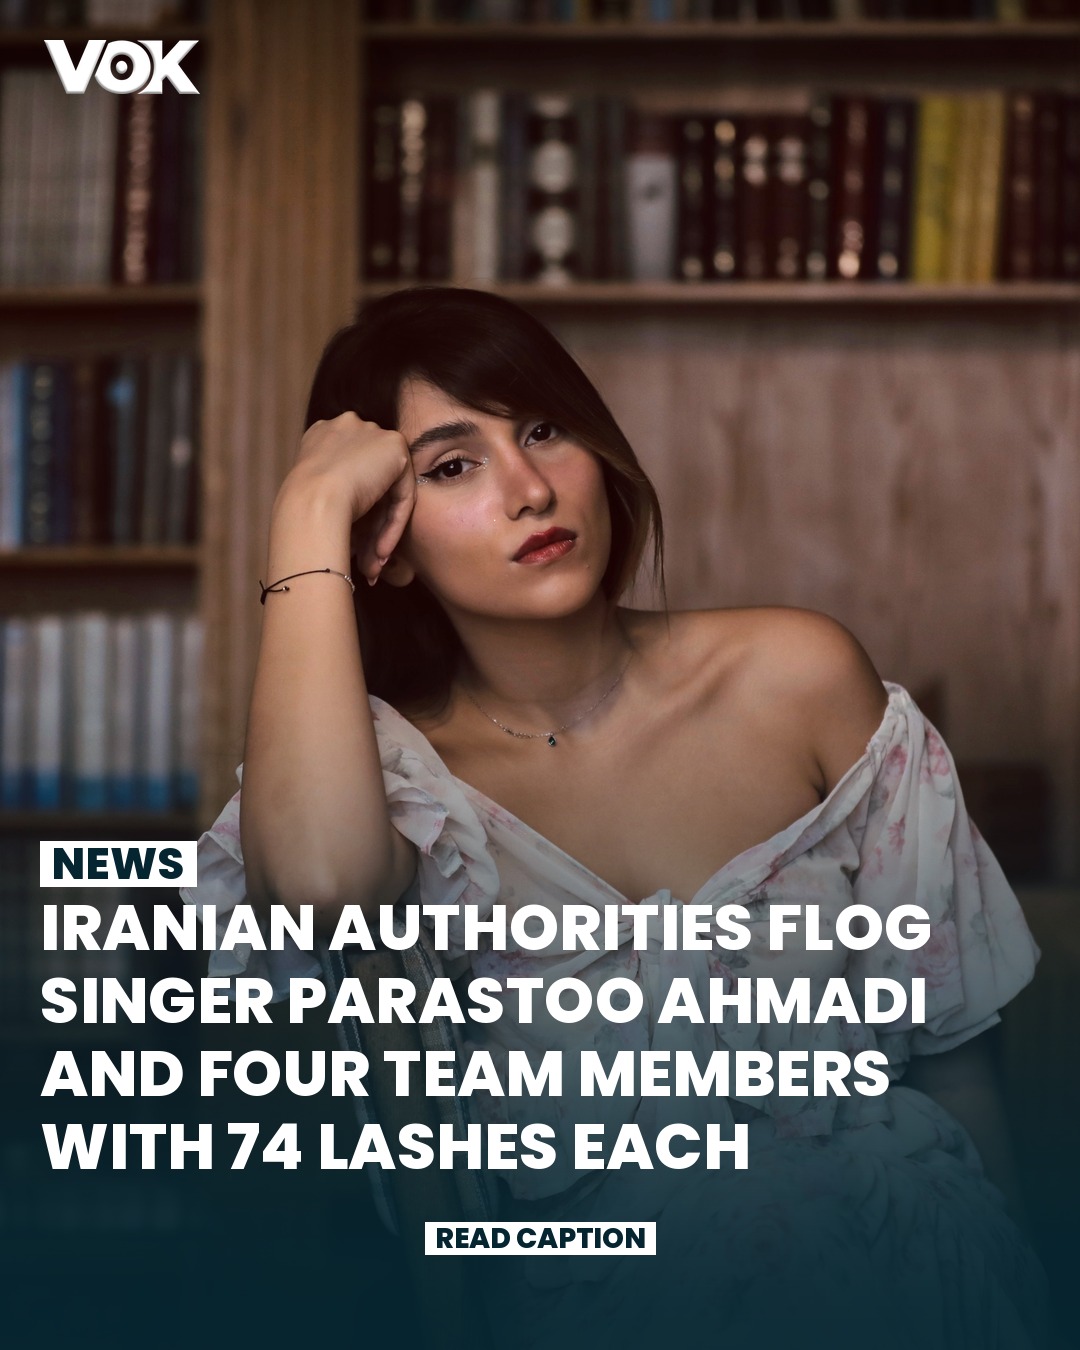 VOK
NEWS
IRANIAN AUTHORITIES FLOG
SINGER PARASTOO AHMADI
AND FOUR TEAM MEMBERS
WITH 74 LASHES EACH
READ CAPTION